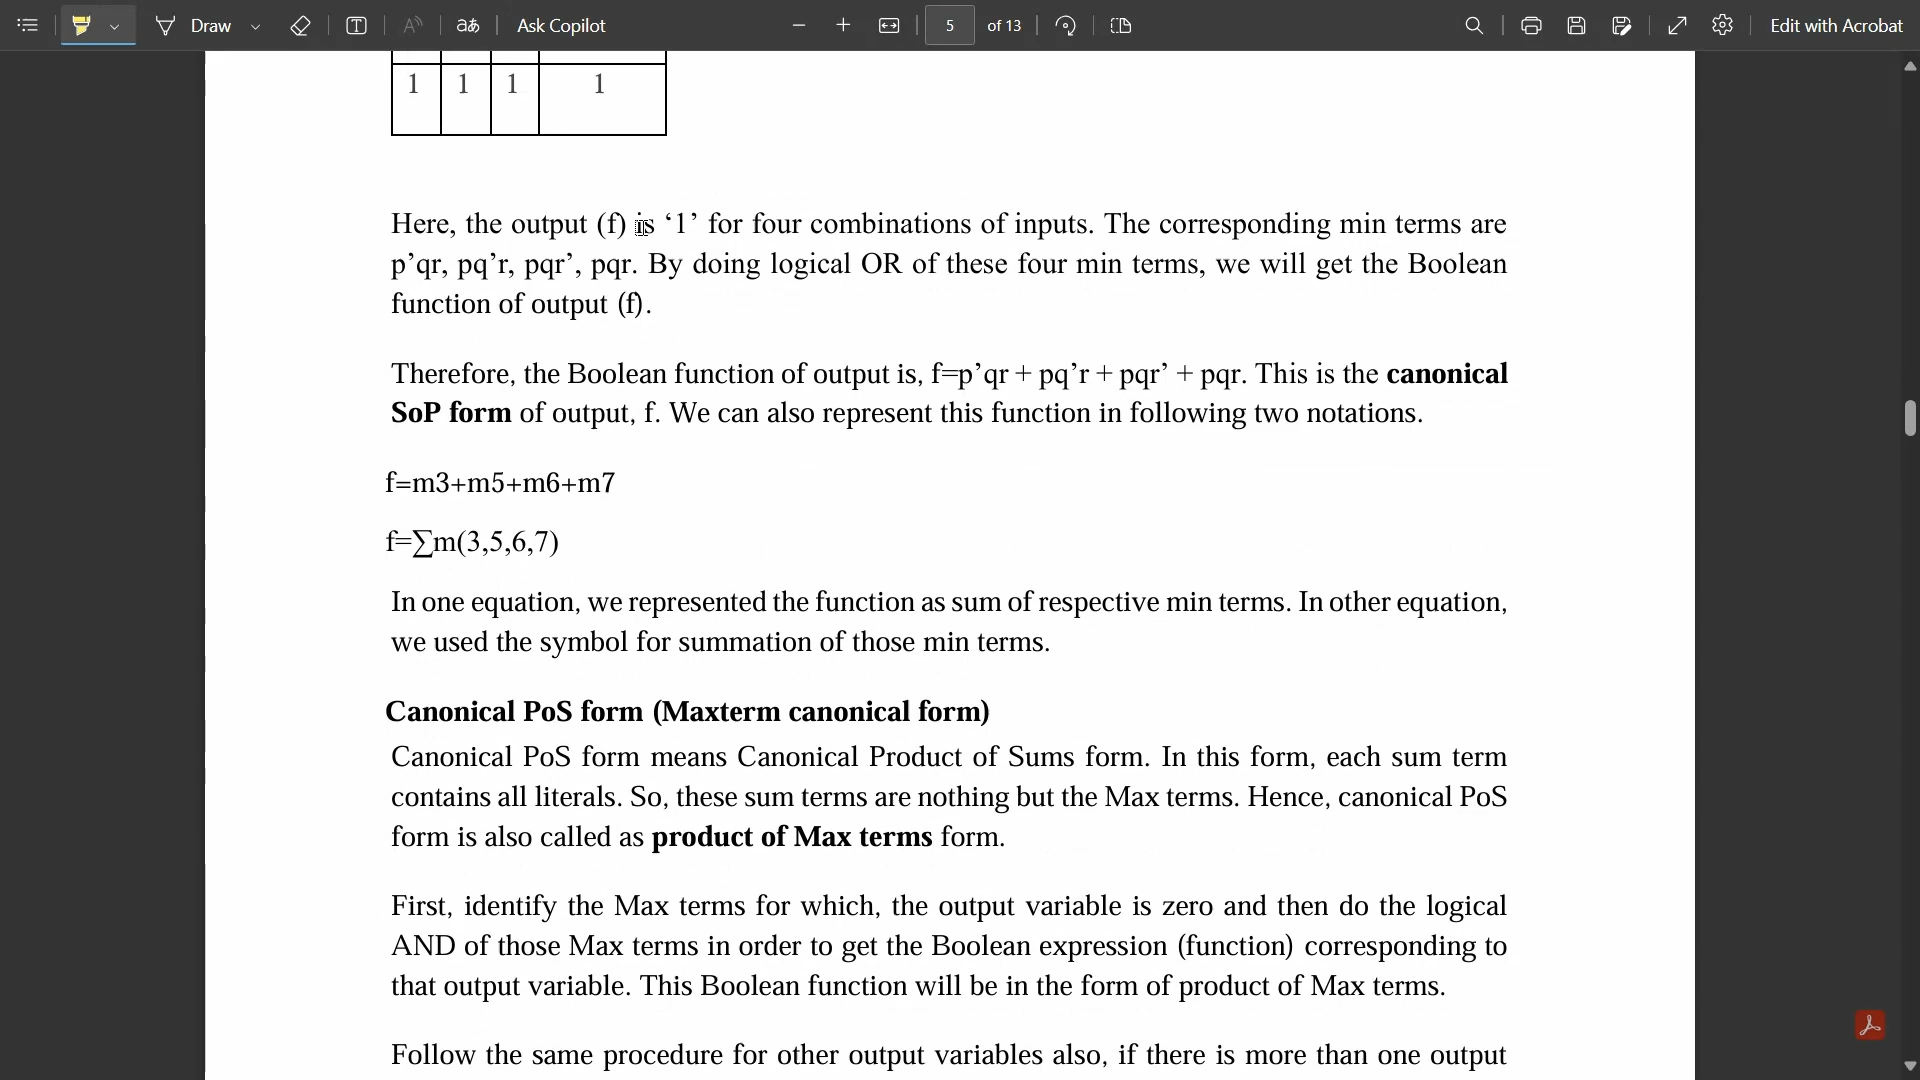 Draw
Ask Copilot
5 of 13
Edit with Acrobat
1 1 1 1
Here, the output (f) is ‘1’ for four combinations of inputs. The corresponding min terms are
p’qr, pq’r, pqr’, pqr. By doing logical OR of these four min terms, we will get the Boolean
function of output (f).
Therefore, the Boolean function of output is, f=p’qr + pq’r + pqr’ + pqr. This is the canonical
SoP form of output, f. We can also represent this function in following two notations.
f=m3+m5+m6+m7
f=∑m(3,5,6,7)
In one equation, we represented the function as sum of respective min terms. In other equation,
we used the symbol for summation of those min terms.
Canonical PoS form (Maxterm canonical form)
Canonical PoS form means Canonical Product of Sums form. In this form, each sum term
contains all literals. So, these sum terms are nothing but the Max terms. Hence, canonical PoS
form is also called as product of Max terms form.
First, identify the Max terms for which, the output variable is zero and then do the logical
AND of those Max terms in order to get the Boolean expression (function) corresponding to
that output variable. This Boolean function will be in the form of product of Max terms.
Follow the same procedure for other output variables also, if there is more than one output